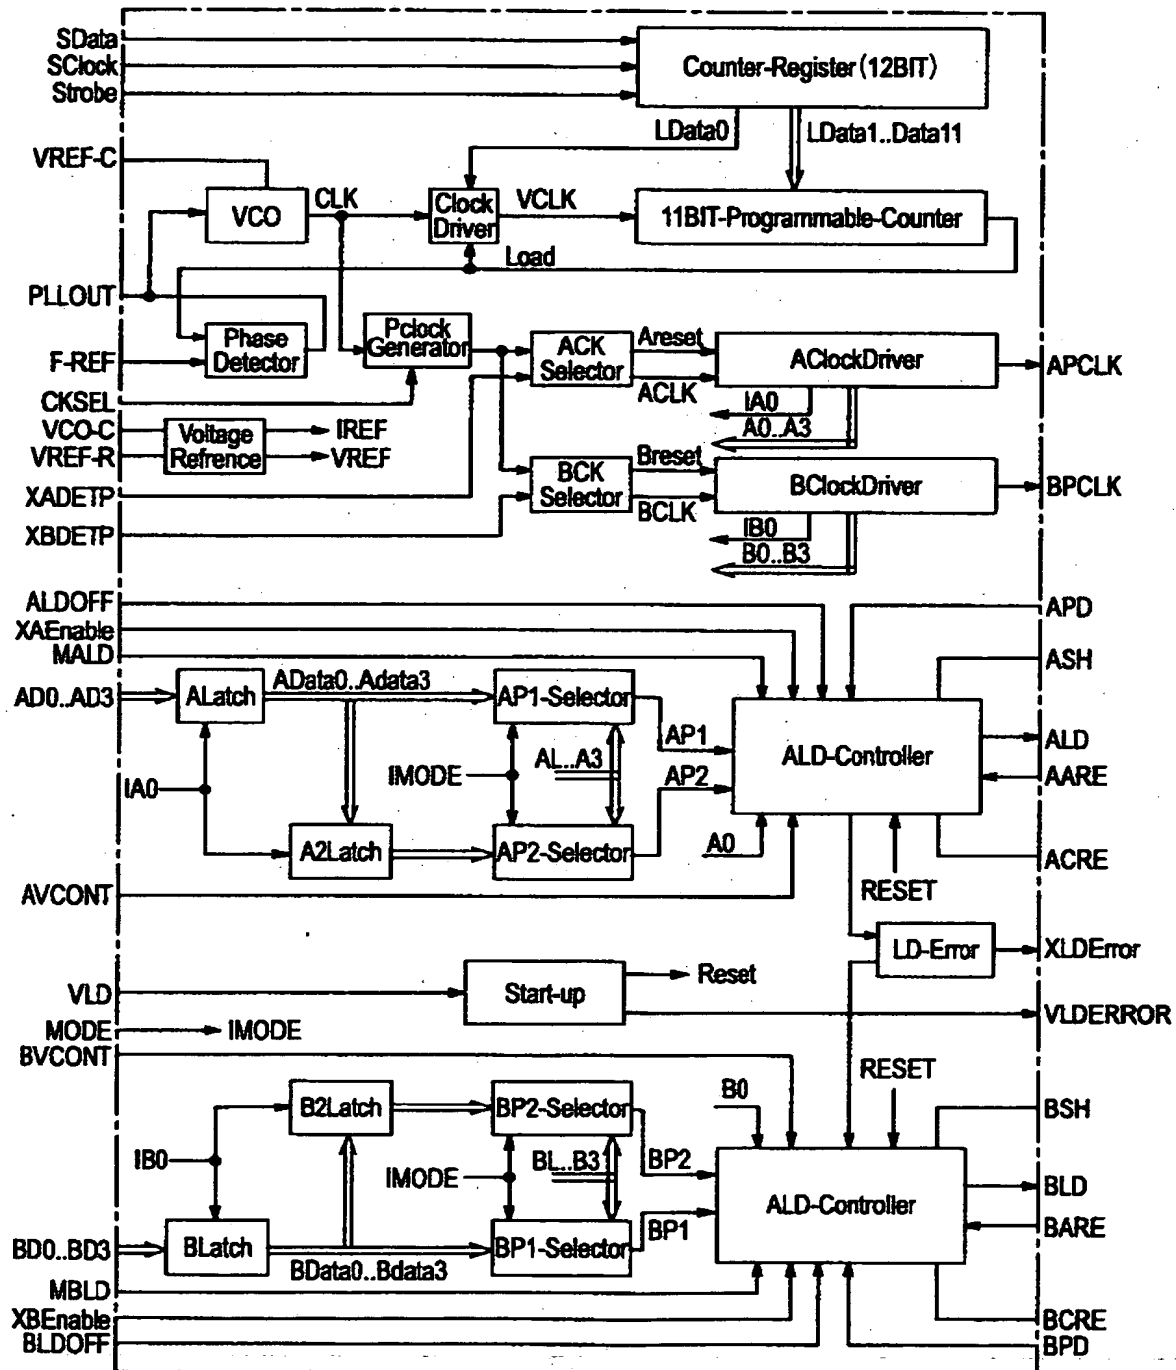 SData
SClock
Strobe
Counter-Register(12BIT)
LData0
LData1..Data11
VREF-C
VCO
CLK
Clock
Driver
VCLK
11BIT-Programmable-Counter
Load
PLLOUT
Phase
Detector
F-REF
Pclock
Generator
ACK
Selector
Areset
ACLK
AClockDriver
APCLK
CKSEL
IA0
A0..A3
VCO-C
VREF-R
Voltage
Refrence
IREF
VREF
BCK
Selector
Breset
BCLK
BClockDriver
BPCLK
XADETP
XBDETP
IB0
B0..B3
ALDOFF
XAEnable
MALD
APD
ASH
AD0..AD3
ALatch
AData0..Adata3
AP1-Selector
AP1
ALD-Controller
ALD
AARE
IA0
IMODE
AL..A3
AP2
A2Latch
AP2-Selector
A0
RESET
ACRE
AVCONT
LD-Error
XLDError
VLD
Start-up
Reset
VLDERROR
MODE
IMODE
BVCONT
RESET
B0
B2Latch
BP2-Selector
BSH
IB0
IMODE
BL..B3
BP2
ALD-Controller
BLD
BARE
BD0..BD3
BLatch
BData0..Bdata3
BP1-Selector
BP1
MBLD
XBEnable
BLDOFF
BCRE
BPD